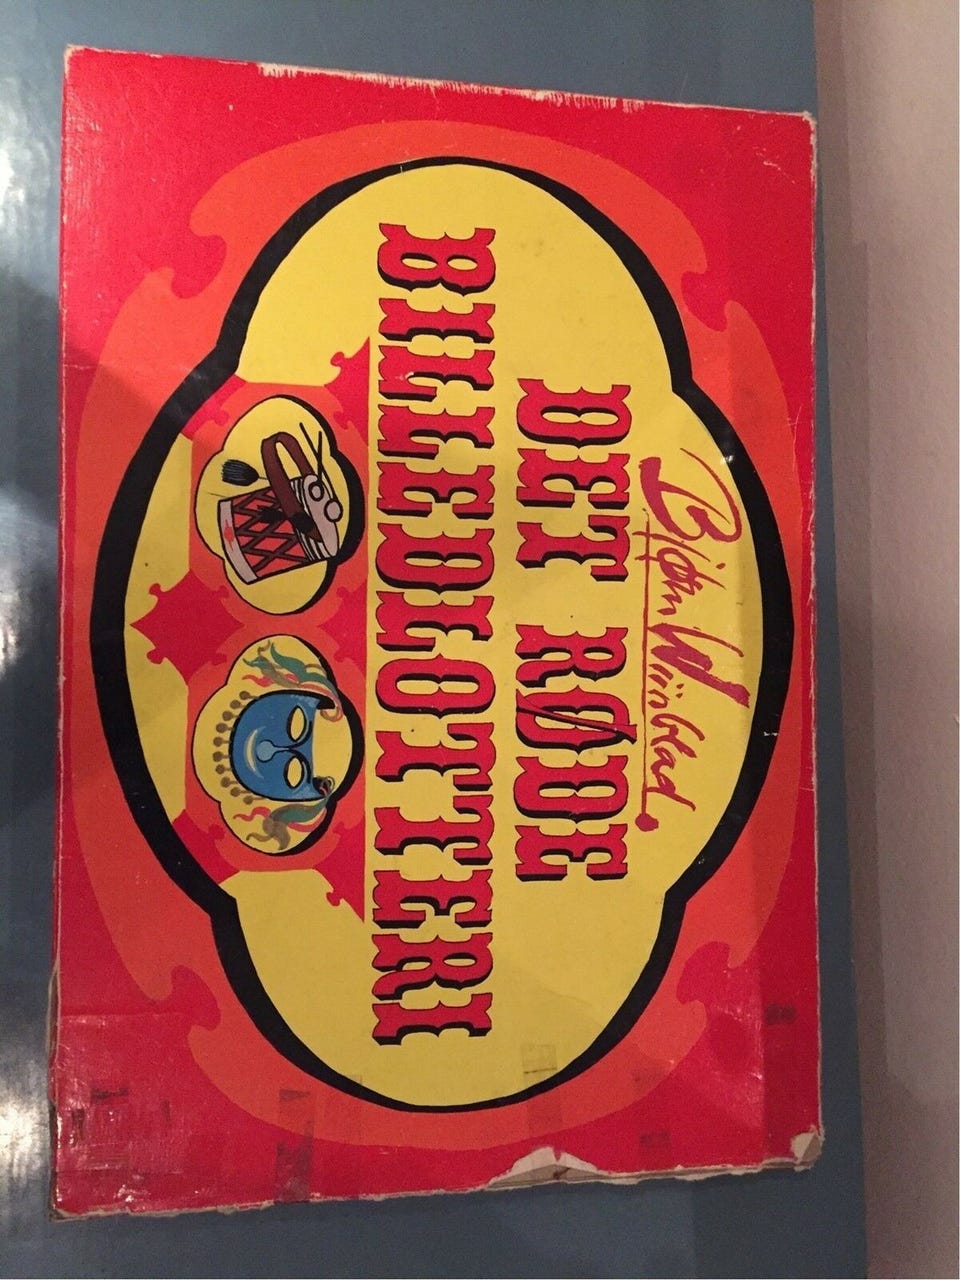 Bjørn Wiinblad.
DET RØDE
BILLEDLOTTERI